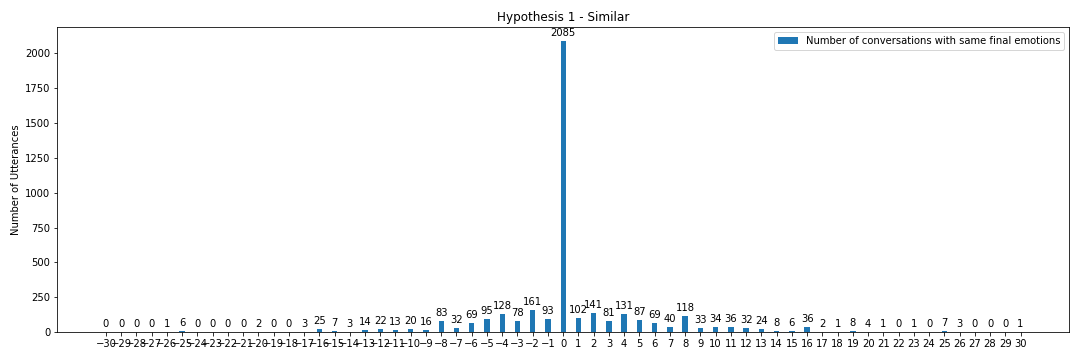 Hypothesis 1 - Similar
2085
Number of conversations with same final emotions
2000
1750
1500
1250
1000
750
500
250
0
Number of Utterances
0 0 0 0 1 6 0 0 0 0 2 0 0 3 25 7 3 14 22 13 20 16 83 32 69 95 128 78 161 93 102 141 81 131 87 69 40 118 33 34 36 32 24 8 6 36 2 1 8 4 1 0 1 0 7 3 0 0 0 1
−30 −29 −28 −27 −26 −25 −24 −23 −22 −21 −20 −19 −18 −17 −16 −15 −14 −13 −12 −11 −10 −9 −8 −7 −6 −5 −4 −3 −2 −1 0 1 2 3 4 5 6 7 8 9 10 11 12 13 14 15 16 17 18 19 20 21 22 23 24 25 26 27 28 29 30